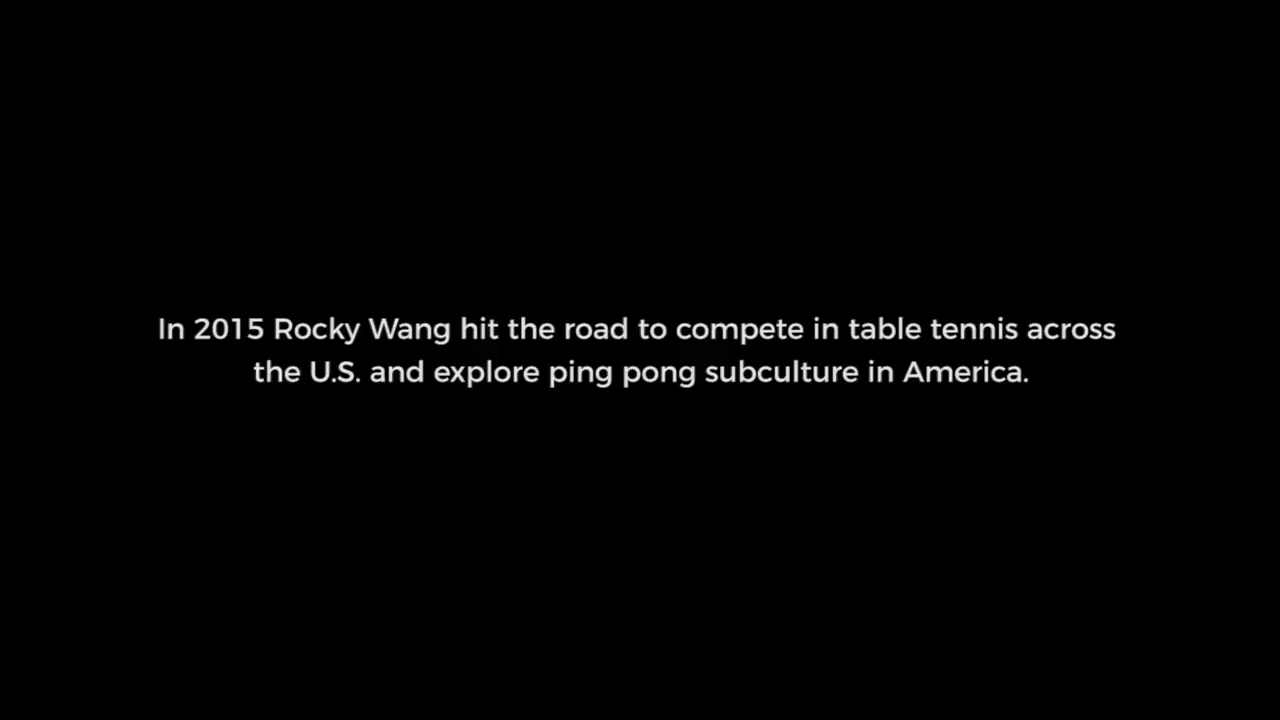 In 2015 Rocky Wang hit the road to compete in table tennis across
the U.S. and explore ping pong subculture in America.